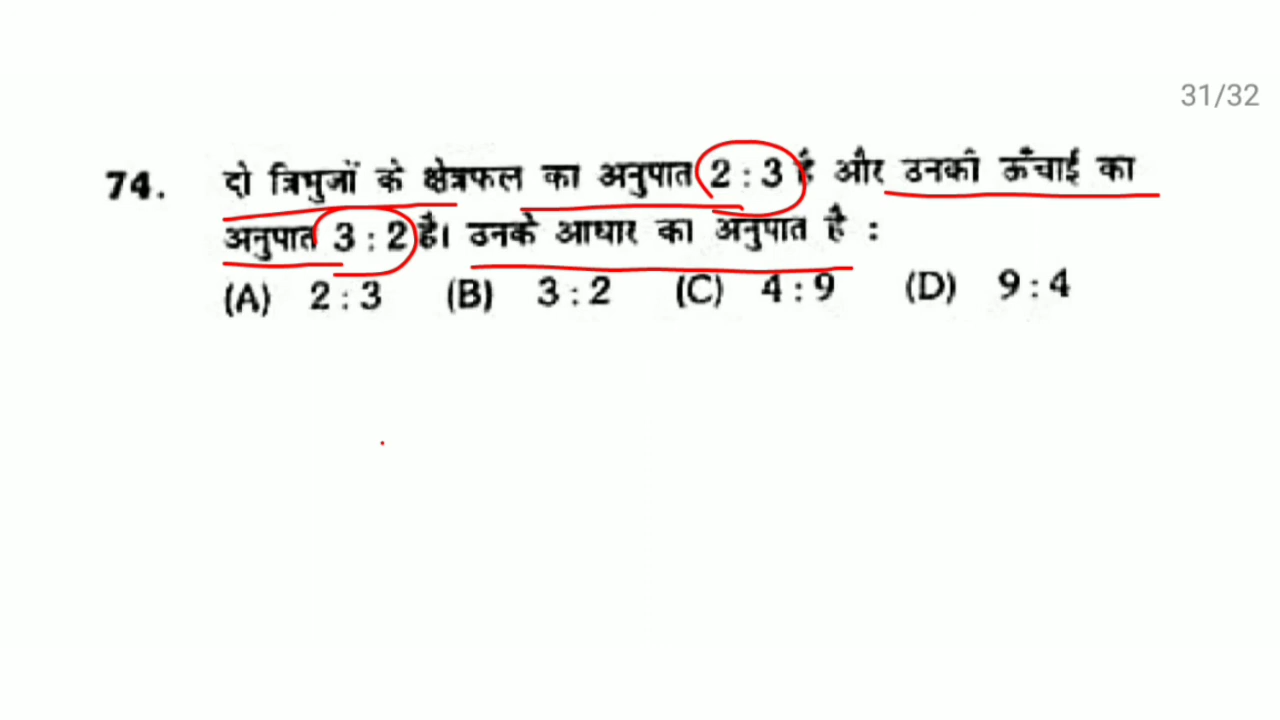 31/32
74. दो त्रिभुजों के क्षेत्रफल का अनुपात 2 : 3 है और उनकी ऊँचाई का
अनुपात 3 : 2 है। उनके आधार का अनुपात है :
(A) 2 : 3 (B) 3 : 2 (C) 4 : 9 (D) 9 : 4